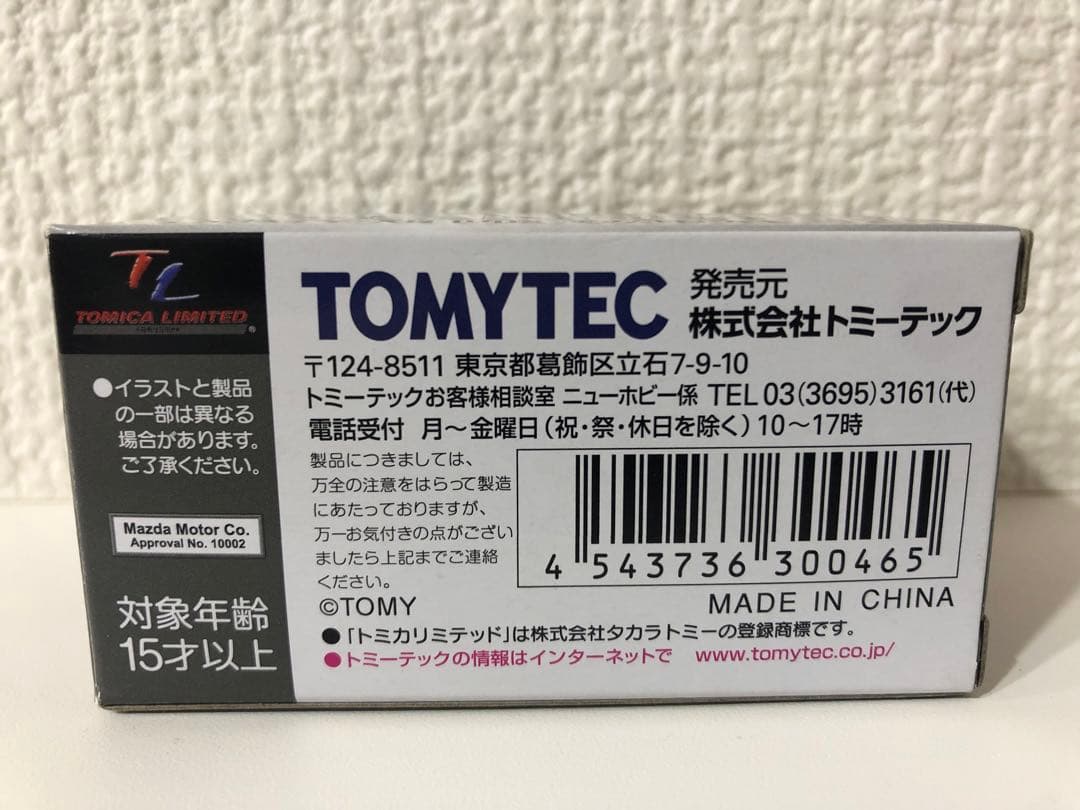 TL
TOMICA LIMITED
®
●イラストと製品
の一部は異なる
場合があります。
ご了承ください。
Mazda Motor Co.
Approval No. 10002
対象年齢
15才以上
TOMYTEC
発売元
株式会社トミーテック
〒124-8511 東京都葛飾区立石7-9-10
トミーテックお客様相談室 ニューホビー係 TEL 03(3695)3161(代)
電話受付 月～金曜日(祝・祭・休日を除く)10～17時
製品につきましては、
万全の注意をはらって製造
にあたっておりますが、
万一お気付きの点がござい
ましたら上記までご連絡
ください。
4 543736 300465
©TOMY
MADE IN CHINA
●「トミカリミテッド」は株式会社タカラトミーの登録商標です。
●トミーテックの情報はインターネットで www.tomytec.co.jp/